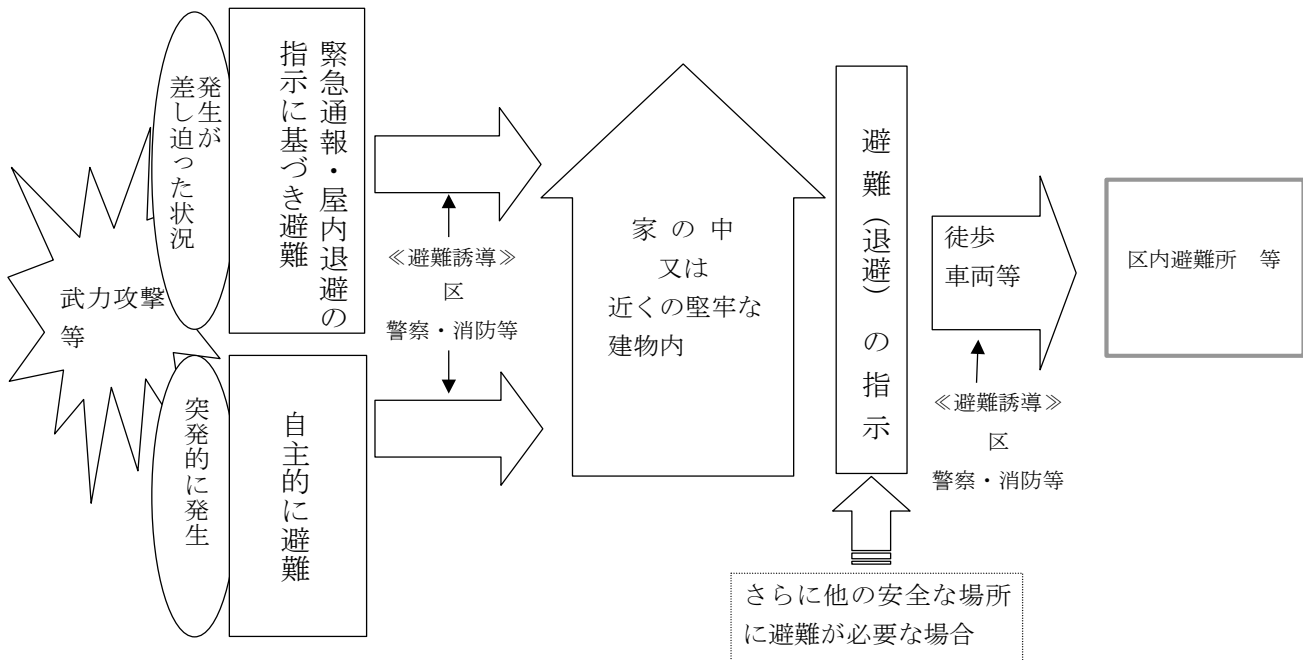 武力攻撃
等
発生が
差し迫った状況
緊急通報・屋内退避の
指示に基づき避難
突発的に発生
自主的に避難
≪避難誘導≫
区
警察・消防等
家の中
又は
近くの堅牢な
建物内
避難（退避）の指示
さらに他の安全な場所
に避難が必要な場合
徒歩
車両等
≪避難誘導≫
区
警察・消防等
区内避難所　等